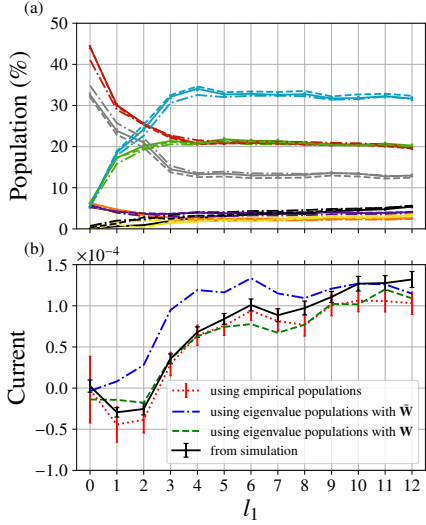 (a)
50
40
30
20
10
0
Population (%)
(b)
×10⁻⁴
1.5
1.0
0.5
0.0
−0.5
−1.0
Current
using empirical populations
using eigenvalue populations with W̄
using eigenvalue populations with W
from simulation
0 1 2 3 4 5 6 7 8 9 10 11 12
l₁